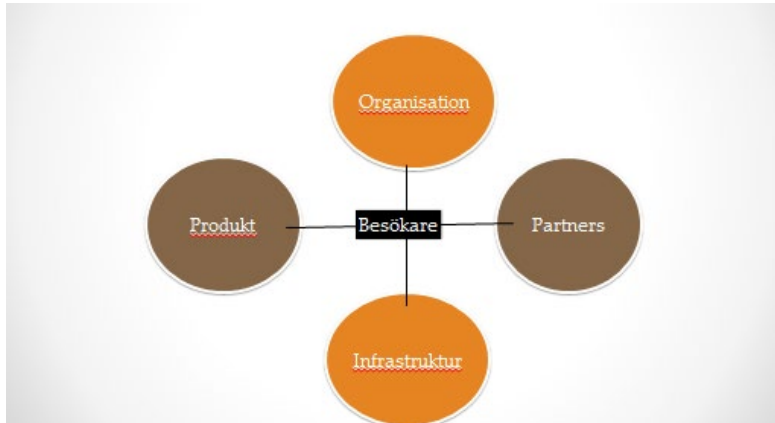 Organisation
Produkt
Besökare
Partners
Infrastruktur